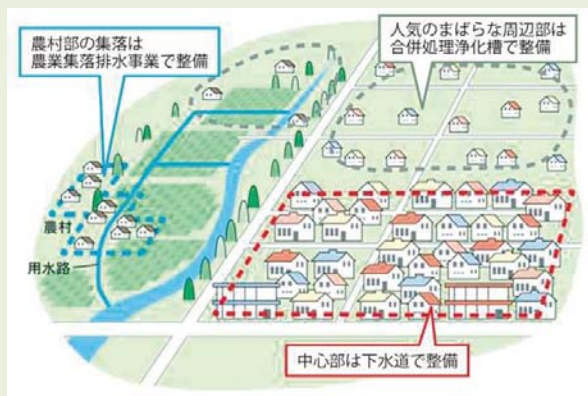 農村部の集落は
農業集落排水事業で整備
人気のまばらな周辺部は
合併処理浄化槽で整備
農村
用水路
中心部は下水道で整備